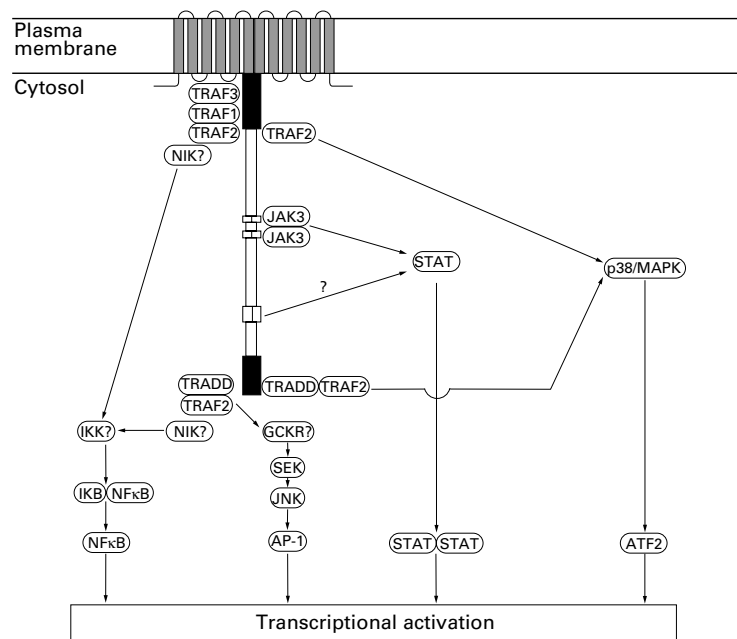 Plasma
membrane
Cytosol
TRAF3
TRAF1
TRAF2
TRAF2
NIK?
JAK3
JAK3
STAT
p38/MAPK
?
TRADD
TRADD TRAF2
TRAF2
IKK?
NIK?
GCKR?
SEK
IKB NFκB
JNK
NFκB
AP-1
STAT STAT
ATF2
Transcriptional activation